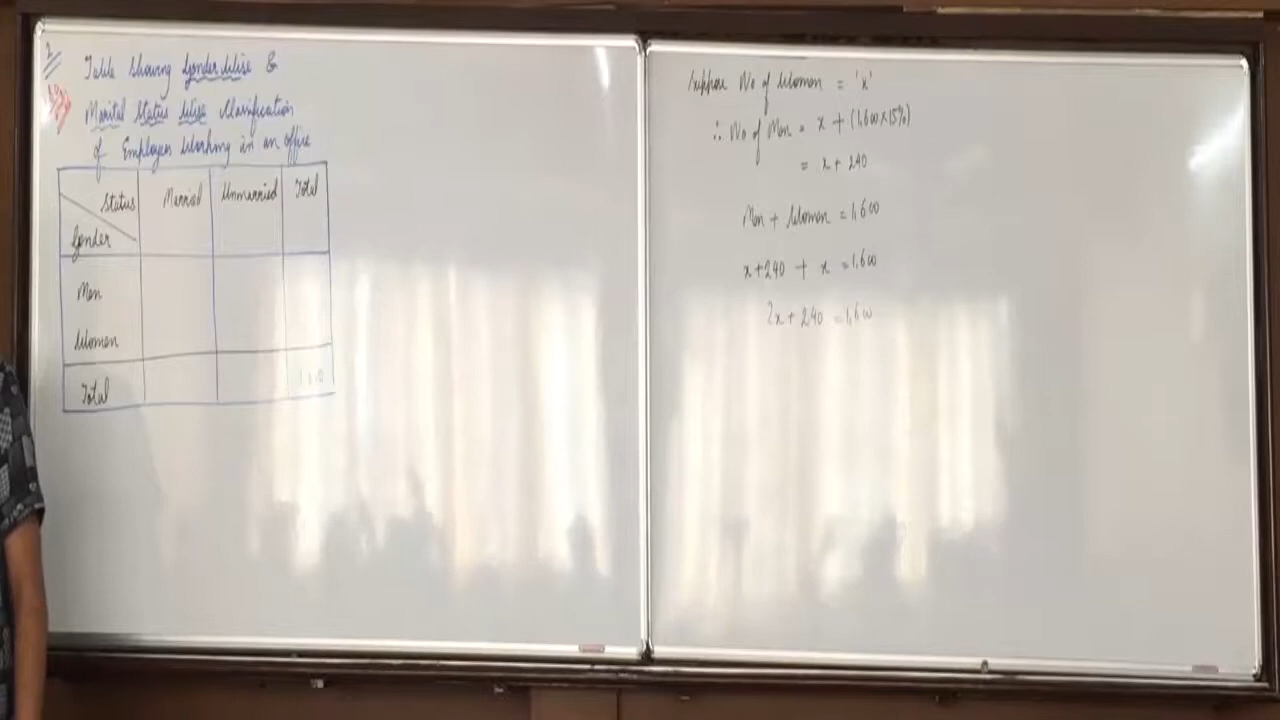 2
Table Showing Gender Wise &
Marital Status Wise Classification
of Employees Working in an office
Status Married Unmarried Total
Gender
Men
Women
Total
Suppose No of Women = 'x'
∴ No of Men = x + (1,600 x 15%)
= x + 240
Men + Women = 1,600
x + 240 + x = 1,600
2x + 240 = 1,600